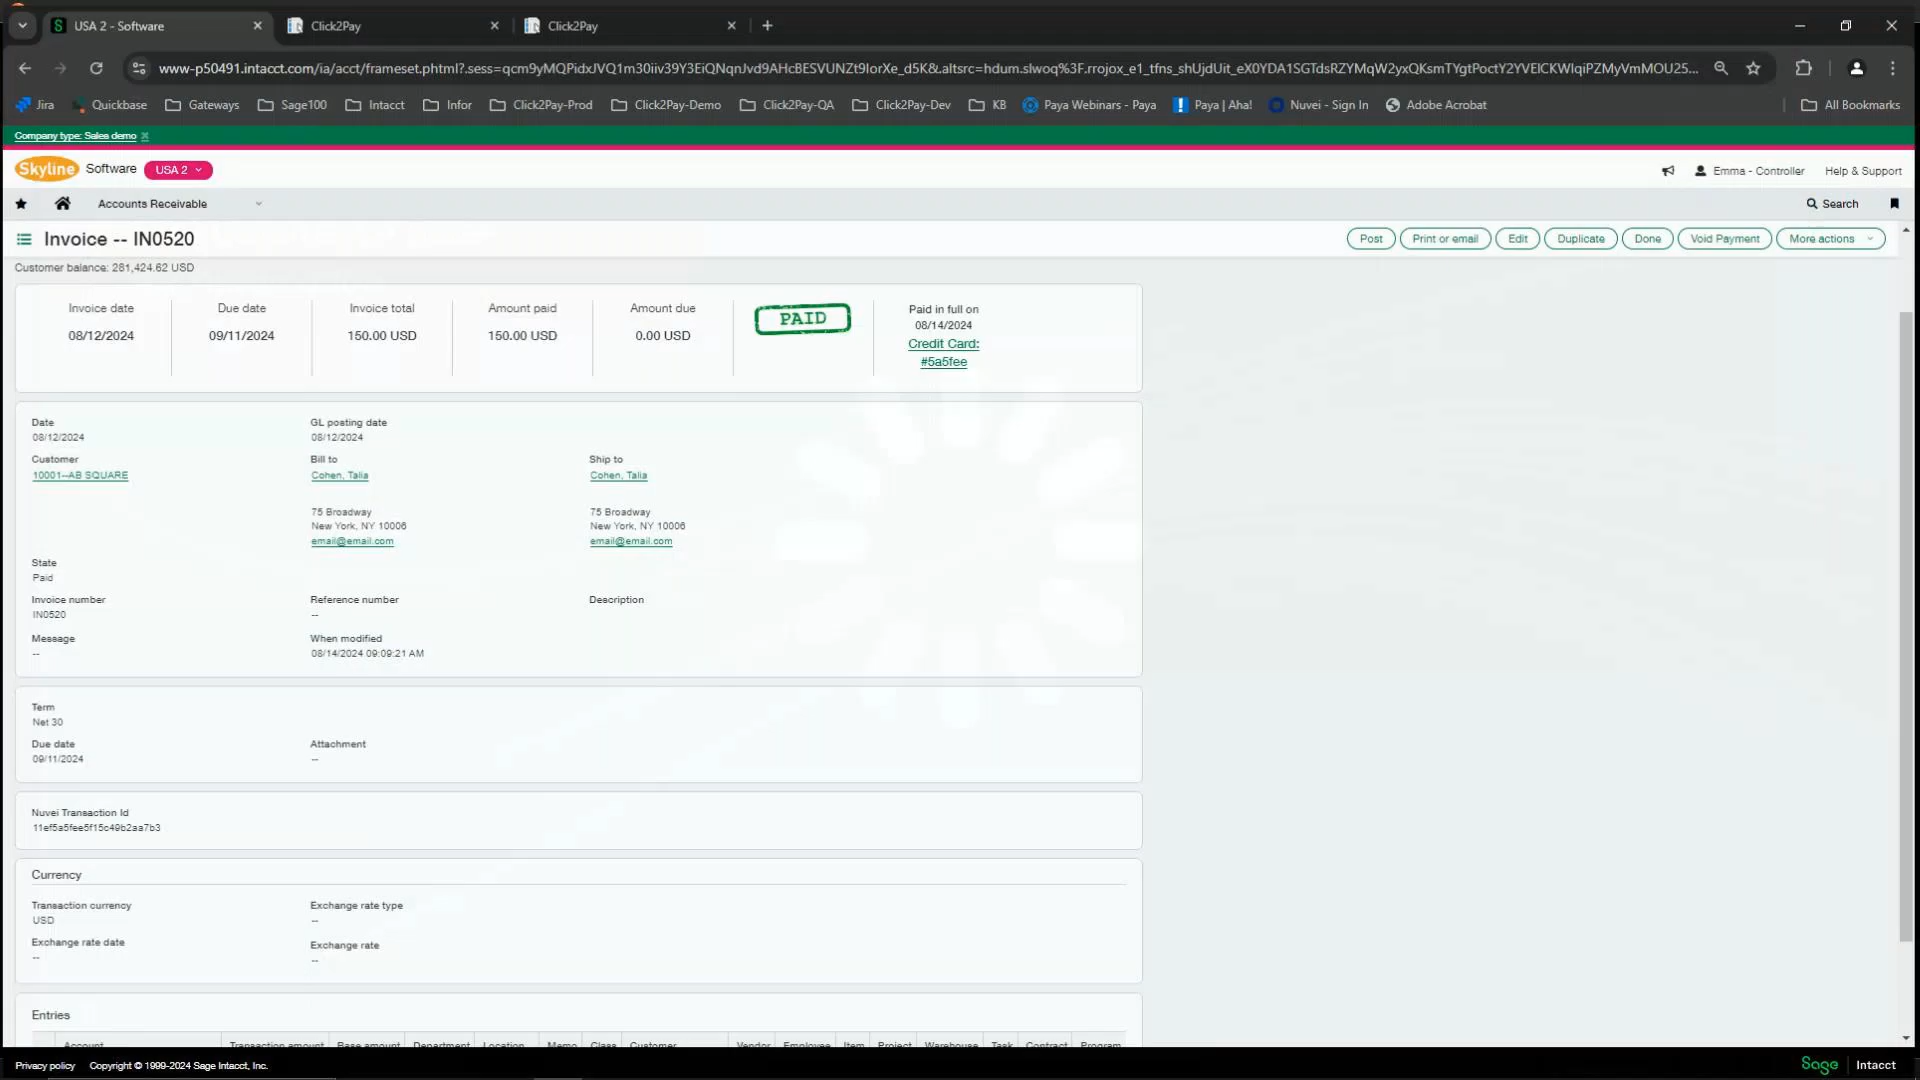 USA 2 - Software
Click2Pay
Click2Pay
www-p50491.intacct.com/ia/acct/frameset.phtml?.sess=qcm9yMQPidxJVQ1m30iiv39Y3EiQNqnJvd9AHcBESVUNZt9IorXe_d5K&.altsrc=hdum.slwoq%3F.rrojox_e1_tfns_shUjdUit_eX0YDA1SGTdsRZYMqW2yxQKsmTYgtPoctY2YVElCKWlqiPZMyVmMOU25...
Jira
Quickbase
Gateways
Sage100
Intacct
Infor
Click2Pay-Prod
Click2Pay-Demo
Click2Pay-QA
Click2Pay-Dev
KB
Paya Webinars - Paya
Paya | Aha!
Nuvei - Sign In
Adobe Acrobat
All Bookmarks
Company type: Sales demo
Skyline Software USA 2
Emma - Controller
Help & Support
Accounts Receivable
Search
Invoice -- IN0520
Post
Print or email
Edit
Duplicate
Done
Void Payment
More actions
Customer balance: 281,424.62 USD
Invoice date
08/12/2024
Due date
09/11/2024
Invoice total
150.00 USD
Amount paid
150.00 USD
Amount due
0.00 USD
PAID
Paid in full on
08/14/2024
Credit Card:
#5a5fee
Date
08/12/2024
GL posting date
08/12/2024
Customer
10001--AB SQUARE
Bill to
Cohen, Talia
75 Broadway
New York, NY 10006
email@email.com
Ship to
Cohen, Talia
75 Broadway
New York, NY 10006
email@email.com
State
Paid
Invoice number
IN0520
Reference number
--
Description
Message
--
When modified
08/14/2024 09:09:21 AM
Term
Net 30
Due date
09/11/2024
Attachment
--
Nuvei Transaction Id
11ef5a5fee5f15c49b2aa7b3
Currency
Transaction currency
USD
Exchange rate type
--
Exchange rate date
--
Exchange rate
--
Entries
Account Transaction amount Base amount Department Location Memo Class Customer Vendor Employee Item Project Warehouse Task Contract Program
Privacy policy Copyright © 1999-2024 Sage Intacct, Inc.
Sage Intacct